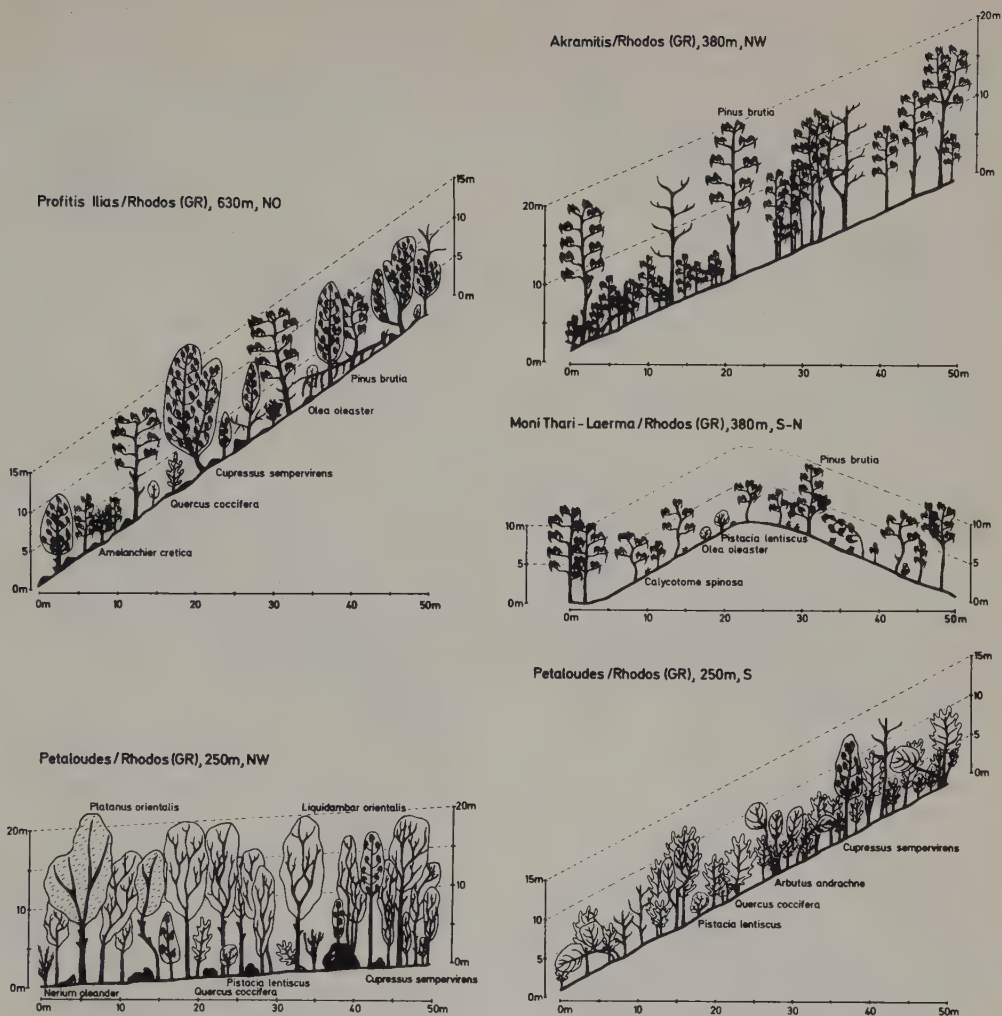 Profitis Ilias/Rhodos (GR), 630m, NO
15m
10
5
0m
15m
10
5
0m
Pinus brutia
Olea oleaster
Cupressus sempervirens
Quercus coccifera
Amelanchier cretica
0m 10 20 30 40 50m
Petaloudes/Rhodos (GR), 250m, NW
Platanus orientalis
Liquidambar orientalis
20m
10
0m
20m
10
0m
Nerium oleander
Pistacia lentiscus
Quercus coccifera
Cupressus sempervirens
0m 10 20 30 40 50m
Akramitis/Rhodos (GR), 380m, NW
20m
10
0m
Pinus brutia
20m
10
0m
0m 10 20 30 40 50m
Moni Thari-Laerma/Rhodos (GR), 380m, S-N
Pinus brutia
10m
5
0m
10m
5
0m
Pistacia lentiscus
Olea oleaster
Calycotome spinosa
0m 10 20 30 40 50m
Petaloudes/Rhodos (GR), 250m, S
15m
10
5
0m
Cupressus sempervirens
Arbutus andrachne
Quercus coccifera
Pistacia lentiscus
15m
10
5
0m
0m 10 20 30 40 50m